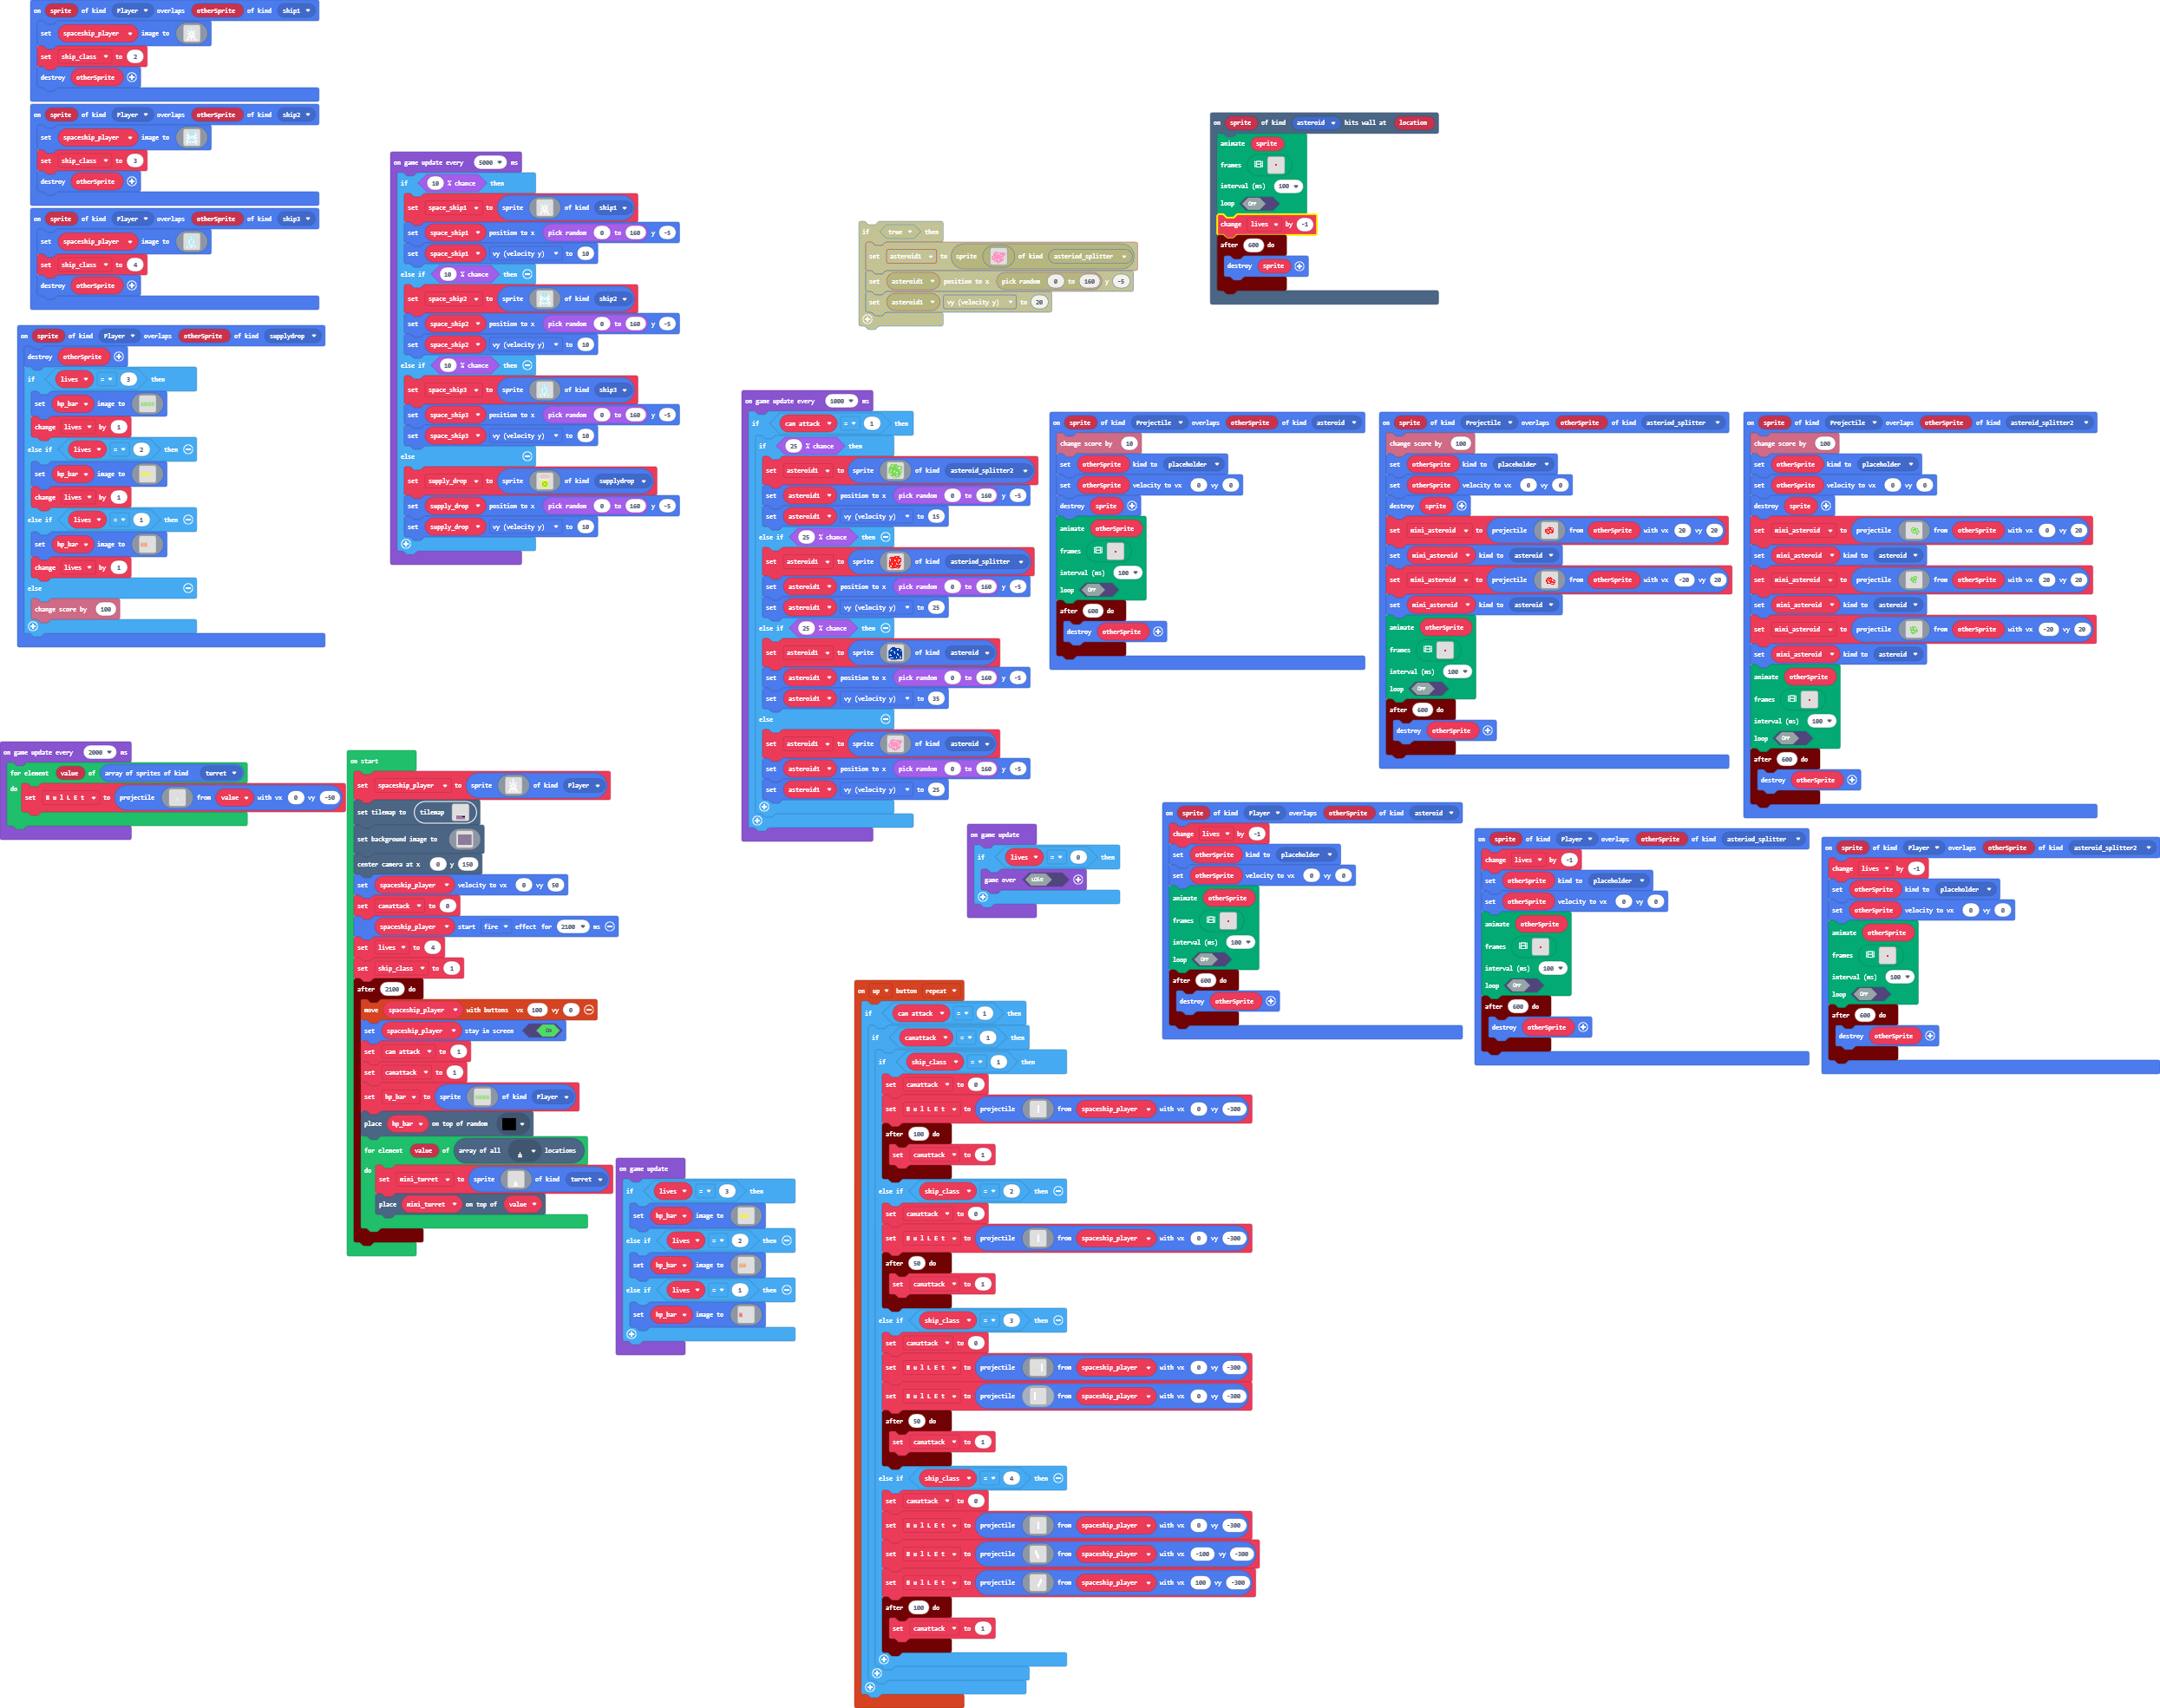 on sprite of kind Player overlaps otherSprite of kind ship1
set spaceship_player image to
set ship_class to 2
destroy otherSprite
on sprite of kind Player overlaps otherSprite of kind ship2
set spaceship_player image to
set ship_class to 3
destroy otherSprite
on sprite of kind Player overlaps otherSprite of kind ship3
set spaceship_player image to
set ship_class to 4
destroy otherSprite
on sprite of kind Player overlaps otherSprite of kind supplydrop
destroy otherSprite
if lives = 3 then
set hp_bar image to
change lives by 1
else if lives = 2 then
set hp_bar image to
change lives by 1
else if lives = 1 then
set hp_bar image to
change lives by 1
else
change score by 100
on game update every 5000 ms
if 10 % chance then
set space_ship1 to sprite of kind ship1
set space_ship1 position to x pick random 0 to 160 y -5
set space_ship1 vy (velocity y) to 10
else if 10 % chance then
set space_ship2 to sprite of kind ship2
set space_ship2 position to x pick random 0 to 160 y -5
set space_ship2 vy (velocity y) to 10
else if 10 % chance then
set space_ship3 to sprite of kind ship3
set space_ship3 position to x pick random 0 to 160 y -5
set space_ship3 vy (velocity y) to 10
else
set supply_drop to sprite of kind supplydrop
set supply_drop position to x pick random 0 to 160 y -5
set supply_drop vy (velocity y) to 10
if true then
set asteroid1 to sprite of kind asteriod_splitter
set asteroid1 position to x pick random 0 to 160 y -5
set asteroid1 vy (velocity y) to 20
on sprite of kind asteroid hits wall at location
animate sprite
frames
interval (ms) 100
loop OFF
change lives by -1
after 600 do
destroy sprite
on game update every 1000 ms
if can attack = 1 then
if 25 % chance then
set asteroid1 to sprite of kind asteroid_splitter2
set asteroid1 position to x pick random 0 to 160 y -5
set asteroid1 vy (velocity y) to 15
else if 25 % chance then
set asteroid1 to sprite of kind asteriod_splitter
set asteroid1 position to x pick random 0 to 160 y -5
set asteroid1 vy (velocity y) to 25
else if 25 % chance then
set asteroid1 to sprite of kind asteroid
set asteroid1 position to x pick random 0 to 160 y -5
set asteroid1 vy (velocity y) to 35
else
set asteroid1 to sprite of kind asteroid
set asteroid1 position to x pick random 0 to 160 y -5
set asteroid1 vy (velocity y) to 25
on sprite of kind Projectile overlaps otherSprite of kind asteroid
change score by 10
set otherSprite kind to placeholder
set otherSprite velocity to vx 0 vy 0
destroy sprite
animate otherSprite
frames
interval (ms) 100
loop OFF
after 600 do
destroy otherSprite
on sprite of kind Projectile overlaps otherSprite of kind asteriod_splitter
change score by 100
set otherSprite kind to placeholder
set otherSprite velocity to vx 0 vy 0
destroy sprite
set mini_asteroid to projectile from otherSprite with vx 20 vy 20
set mini_asteroid kind to asteroid
set mini_asteroid to projectile from otherSprite with vx -20 vy 20
set mini_asteroid kind to asteroid
animate otherSprite
frames
interval (ms) 100
loop OFF
after 600 do
destroy otherSprite
on sprite of kind Projectile overlaps otherSprite of kind asteroid_splitter2
change score by 100
set otherSprite kind to placeholder
set otherSprite velocity to vx 0 vy 0
destroy sprite
set mini_asteroid to projectile from otherSprite with vx 0 vy 20
set mini_asteroid kind to asteroid
set mini_asteroid to projectile from otherSprite with vx 20 vy 20
set mini_asteroid kind to asteroid
set mini_asteroid to projectile from otherSprite with vx -20 vy 20
set mini_asteroid kind to asteroid
animate otherSprite
frames
interval (ms) 100
loop OFF
after 600 do
destroy otherSprite
on game update every 2000 ms
for element value of array of sprites of kind turret
do
set B u l L E t to projectile from value with vx 0 vy -50
on start
set spaceship_player to sprite of kind Player
set tilemap to tilemap
set background image to
center camera at x 0 y 150
set spaceship_player velocity to vx 0 vy 50
set canattack to 0
spaceship_player start fire effect for 2100 ms
set lives to 4
set ship_class to 1
after 2100 do
move spaceship_player with buttons vx 100 vy 0
set spaceship_player stay in screen ON
set can attack to 1
set canattack to 1
set hp_bar to sprite of kind Player
place hp_bar on top of random
for element value of array of all locations
do
set mini_turret to sprite of kind turret
place mini_turret on top of value
on game update
if lives = 3 then
set hp_bar image to
else if lives = 2 then
set hp_bar image to
else if lives = 1 then
set hp_bar image to
on game update
if lives = 0 then
game over LOSE
on sprite of kind Player overlaps otherSprite of kind asteroid
change lives by -1
set otherSprite kind to placeholder
set otherSprite velocity to vx 0 vy 0
animate otherSprite
frames
interval (ms) 100
loop OFF
after 600 do
destroy otherSprite
on sprite of kind Player overlaps otherSprite of kind asteriod_splitter
change lives by -1
set otherSprite kind to placeholder
set otherSprite velocity to vx 0 vy 0
animate otherSprite
frames
interval (ms) 100
loop OFF
after 600 do
destroy otherSprite
on sprite of kind Player overlaps otherSprite of kind asteroid_splitter2
change lives by -1
set otherSprite kind to placeholder
set otherSprite velocity to vx 0 vy 0
animate otherSprite
frames
interval (ms) 100
loop OFF
after 600 do
destroy otherSprite
on up button repeat
if can attack = 1 then
if canattack = 1 then
if ship_class = 1 then
set canattack to 0
set B u l L E t to projectile from spaceship_player with vx 0 vy -300
after 100 do
set canattack to 1
else if ship_class = 2 then
set canattack to 0
set B u l L E t to projectile from spaceship_player with vx 0 vy -300
after 50 do
set canattack to 1
else if ship_class = 3 then
set canattack to 0
set B u l L E t to projectile from spaceship_player with vx 0 vy -300
set B u l L E t to projectile from spaceship_player with vx 0 vy -300
after 50 do
set canattack to 1
else if ship_class = 4 then
set canattack to 0
set B u l L E t to projectile from spaceship_player with vx 0 vy -300
set B u l L E t to projectile from spaceship_player with vx -100 vy -300
set B u l L E t to projectile from spaceship_player with vx 100 vy -300
after 100 do
set canattack to 1